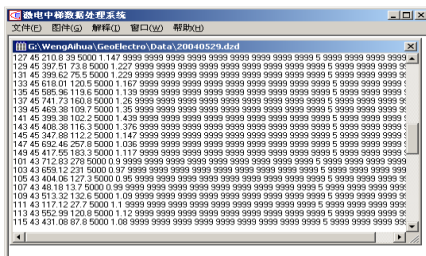 激电中梯数据处理系统
文件(F) 图件(G) 解释(I) 窗口(W) 帮助(H)
G:\WengAihua\GeoElectro\Data\20040529.dzd
127 45 210.8 39 5000 1.147 9999 9999 9999 9999 9999 9999 5 9999 9999 9999 9999
129 45 397.51 73.8 5000 1.227 9999 9999 9999 9999 9999 9999 5 9999 9999 9999
131 45 399.62 75.5 5000 1.229 9999 9999 9999 9999 9999 9999 5 9999 9999 9999
133 45 618.01 120.5 5000 1.167 9999 9999 9999 9999 9999 9999 5 9999 9999 9999
135 45 585.96 119.6 5000 1.139 9999 9999 9999 9999 9999 9999 5 9999 9999 9999
137 45 741.73 160.8 5000 1.26 9999 9999 9999 9999 9999 9999 5 9999 9999 9999
139 45 469.38 109.7 5000 1.35 9999 9999 9999 9999 9999 9999 5 9999 9999 9999
141 45 399.38 102.2 5000 1.439 9999 9999 9999 9999 9999 9999 5 9999 9999 9999
143 45 408.38 116.3 5000 1.376 9999 9999 9999 9999 9999 9999 5 9999 9999 9999
145 45 347.88 112.2 5000 1.147 9999 9999 9999 9999 9999 9999 5 9999 9999 9999
147 45 692.46 257.8 5000 1.036 9999 9999 9999 9999 9999 9999 5 9999 9999 9999
149 45 417.55 183.3 5000 1.117 9999 9999 9999 9999 9999 9999 5 9999 9999 9999
101 43 712.83 278 5000 0.9 9999 9999 9999 9999 9999 9999 5 9999 9999 9999 9999
103 43 659.12 231 5000 0.97 9999 9999 9999 9999 9999 9999 5 9999 9999 9999
105 43 404.06 127.3 5000 0.95 9999 9999 9999 9999 9999 9999 5 9999 9999 9999
107 43 48.18 13.7 5000 0.99 9999 9999 9999 9999 9999 9999 5 9999 9999 9999
109 43 513.32 132.6 5000 1.09 9999 9999 9999 9999 9999 9999 5 9999 9999 9999
111 43 117.12 27.7 5000 1.1 9999 9999 9999 9999 9999 9999 5 9999 9999 9999
113 43 552.99 120.8 5000 1.12 9999 9999 9999 9999 9999 9999 5 9999 9999 9999
115 43 431.08 87.8 5000 1.08 9999 9999 9999 9999 9999 9999 5 9999 9999 9999